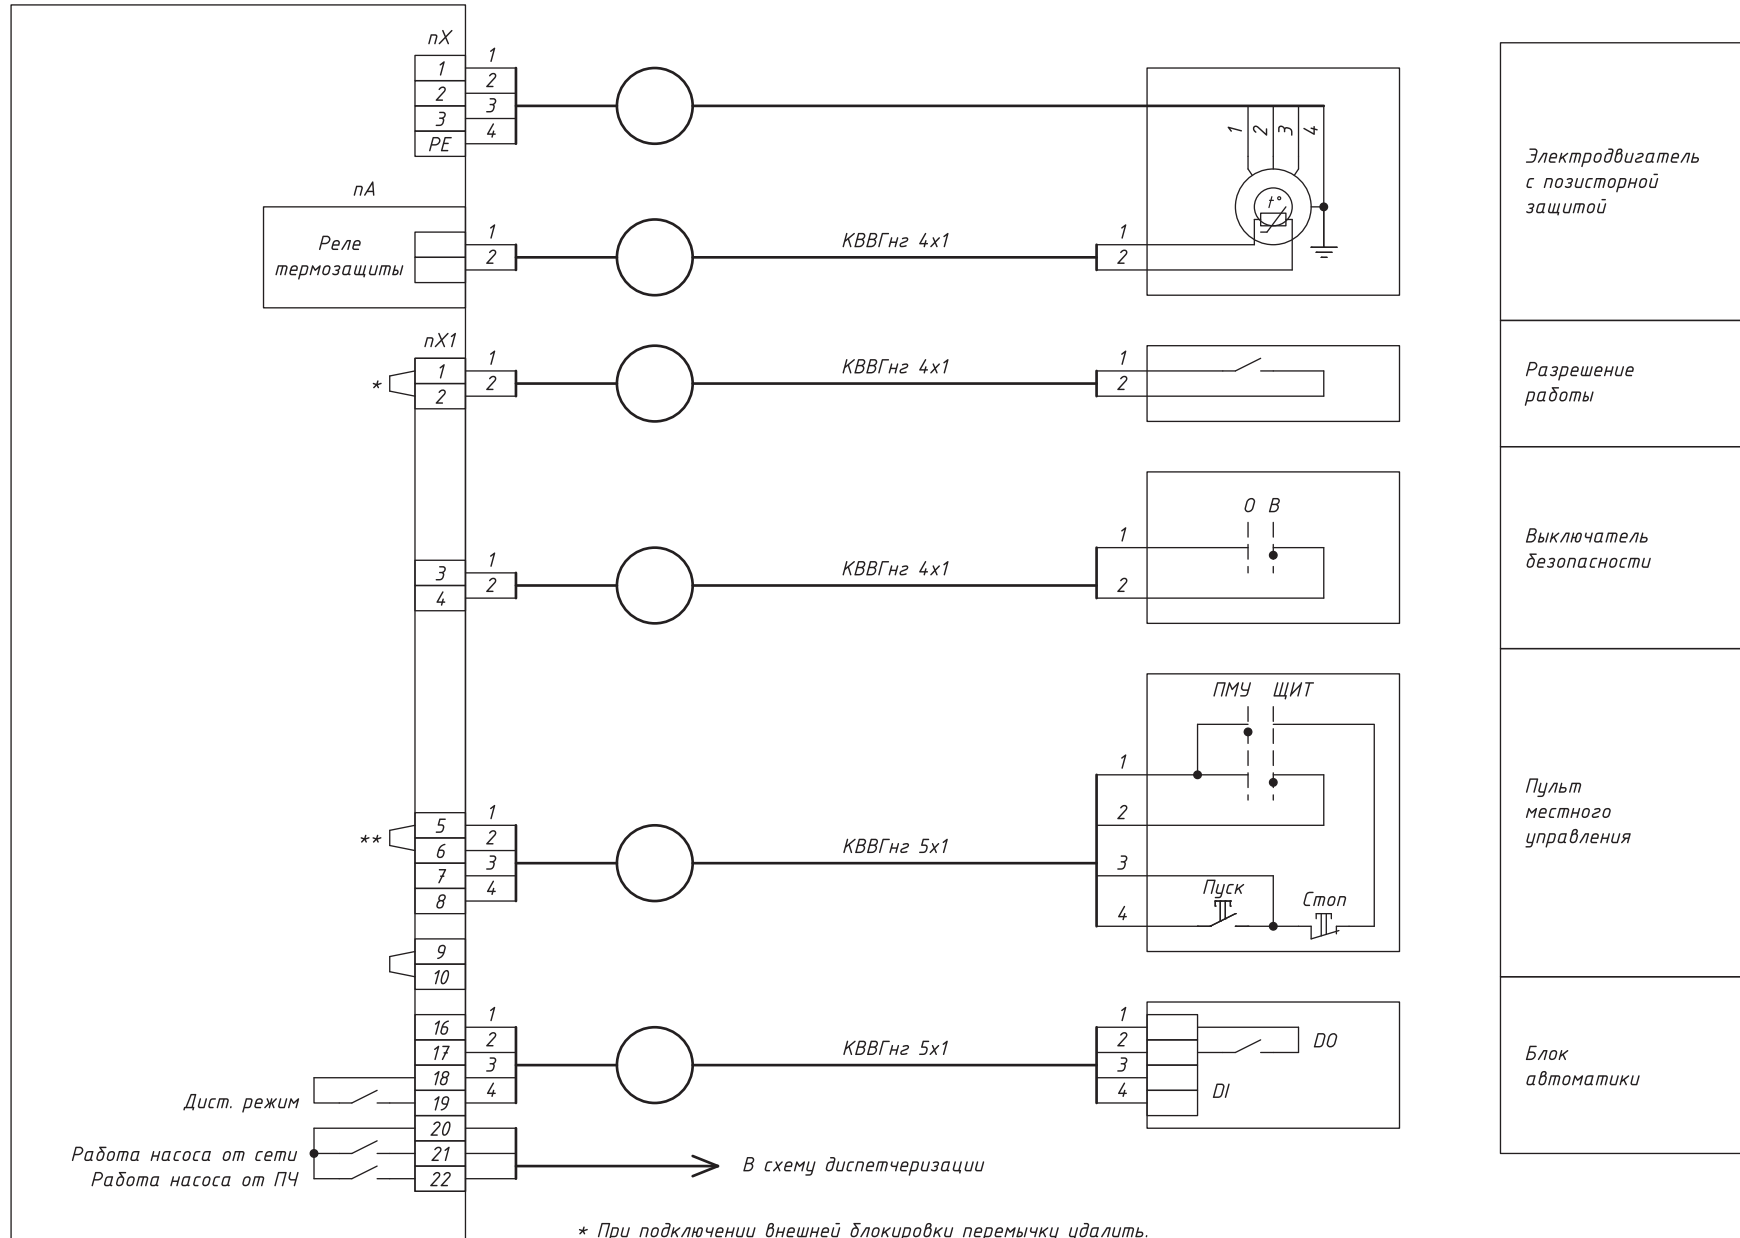 пХ
1
2
3
РЕ
1
2
3
4
1 2 3 4
t°
Электродвигатель
с позисторной
защитой
пА
Реле
термозащиты
1
2
КВВГнг 4х1
1
2
пХ1
*
1
2
1
2
КВВГнг 4х1
1
2
Разрешение
работы
3
4
1
2
КВВГнг 4х1
1
2
О В
Выключатель
безопасности
**
5
6
7
8
1
2
3
4
КВВГнг 5х1
1
2
3
4
ПМУ ЩИТ
Пуск
Стоп
Пульт
местного
управления
9
10
16
17
18
19
20
21
22
1
2
3
4
КВВГнг 5х1
1
2
3
4
DO
DI
Блок
автоматики
Дист. режим
Работа насоса от сети
Работа насоса от ПЧ
В схему диспетчеризации
* При подключении внешней блокировки перемычку удалить.